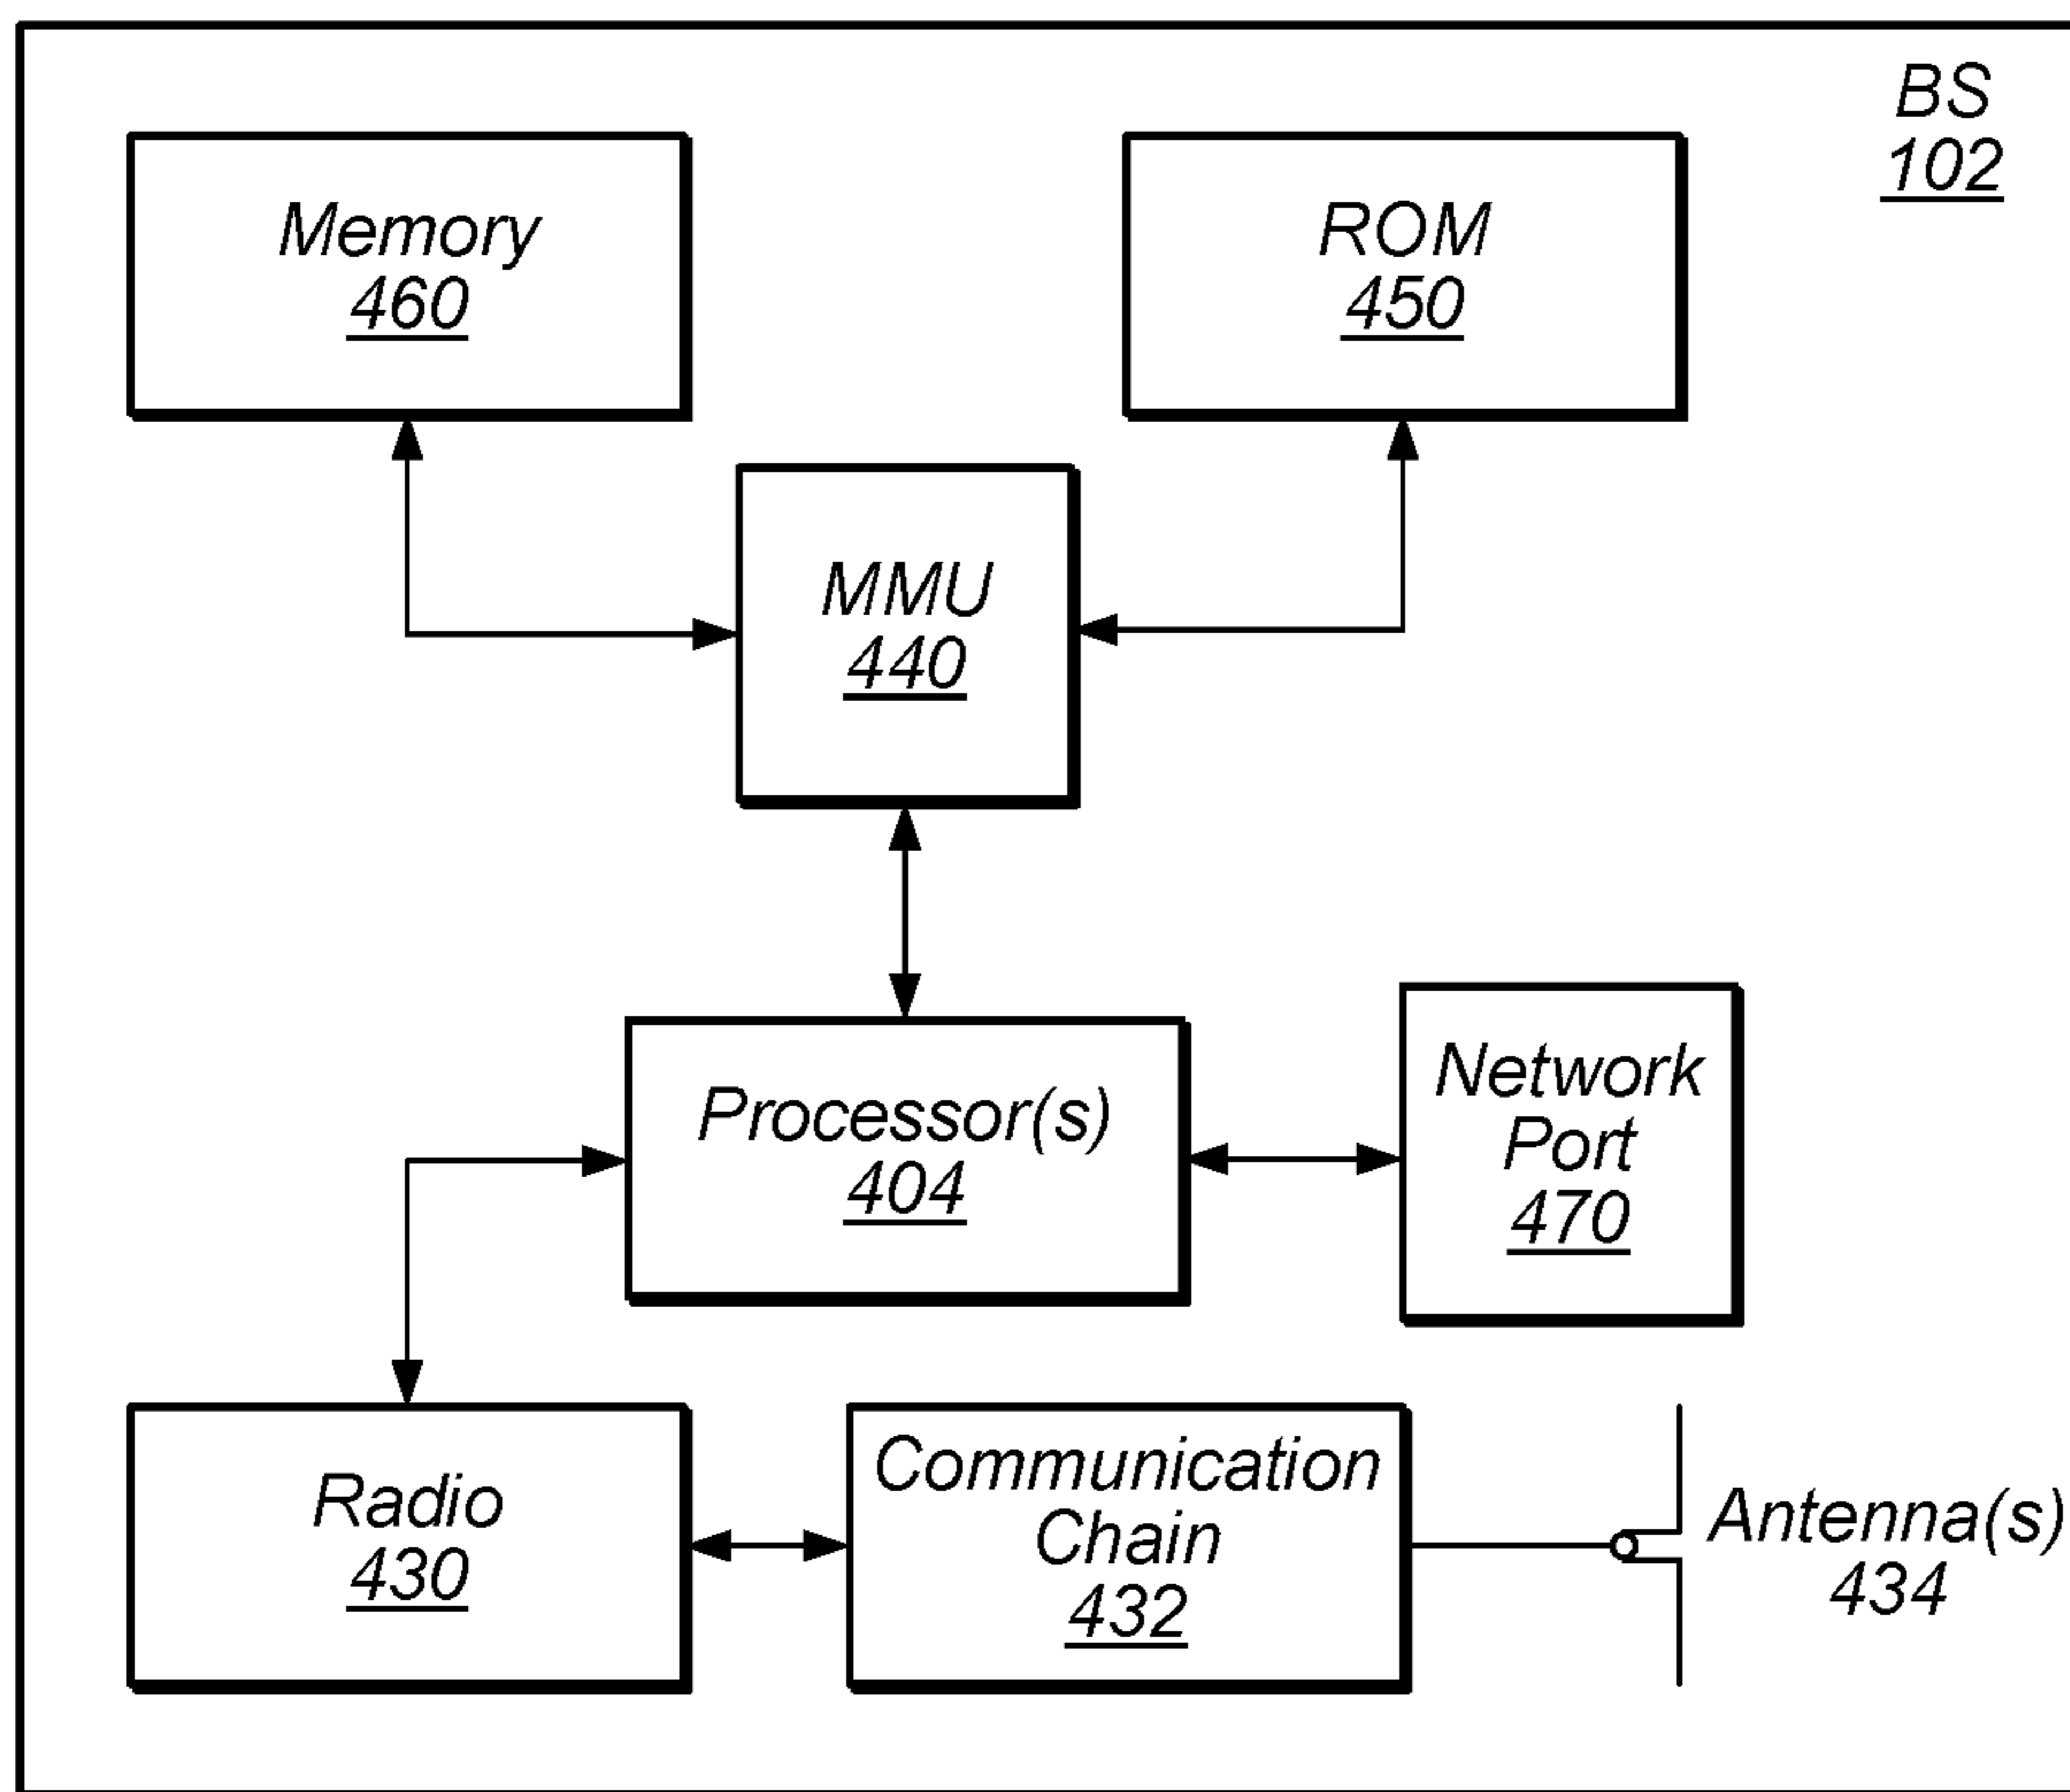 BS
102
Memory
460
ROM
450
MMU
440
Processor(s)
404
Network
Port
470
Radio
430
Communication
Chain
432
Antenna(s)
434